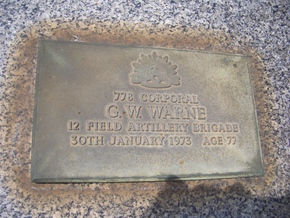 778 CORPORAL
G. W. WARNE
12 FIELD ARTILLERY BRIGADE
30TH JANUARY 1973 AGE 77